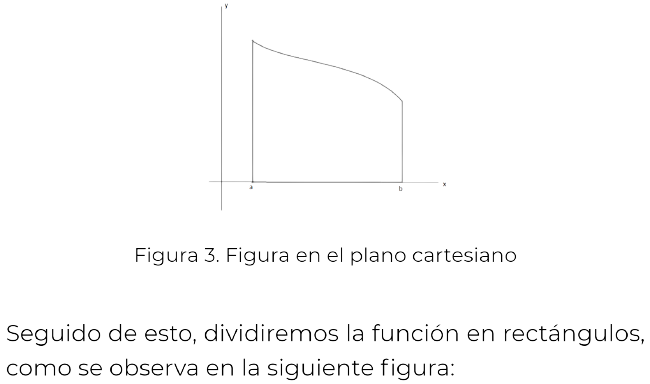 y
a
b
x
Figura 3. Figura en el plano cartesiano
Seguido de esto, dividiremos la función en rectángulos,
como se observa en la siguiente figura: